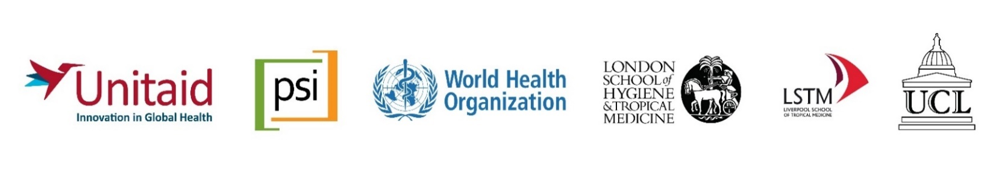 Unitaid
Innovation in Global Health
psi
World Health
Organization
LONDON
SCHOOL of
HYGIENE
& TROPICAL
MEDICINE
LSTM
LIVERPOOL SCHOOL
OF TROPICAL MEDICINE
UCL